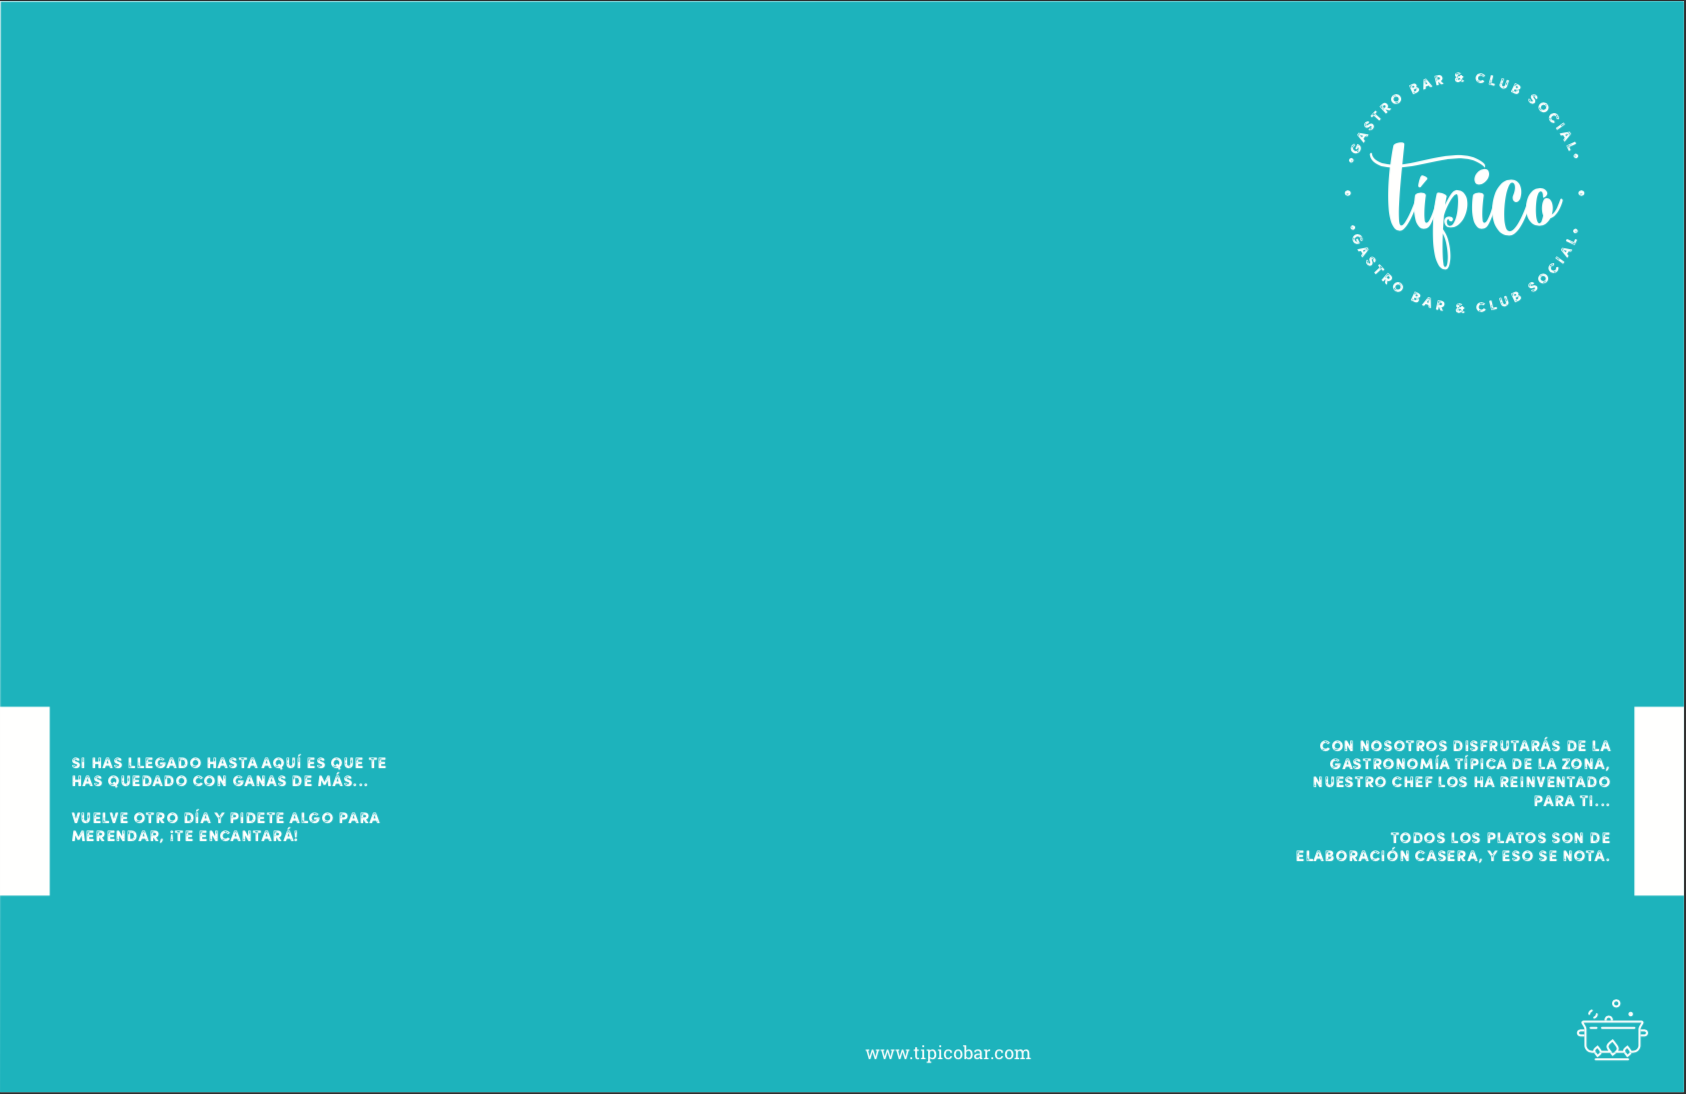 •GASTRO BAR & CLUB SOCIAL•
típico
•GASTRO BAR & CLUB SOCIAL•
SI HAS LLEGADO HASTA AQUÍ ES QUE TE
HAS QUEDADO CON GANAS DE MÁS...
VUELVE OTRO DÍA Y PIDETE ALGO PARA
MERENDAR, ¡TE ENCANTARÁ!
CON NOSOTROS DISFRUTARÁS DE LA
GASTRONOMÍA TÍPICA DE LA ZONA,
NUESTRO CHEF LOS HA REINVENTADO
PARA TI...
TODOS LOS PLATOS SON DE
ELABORACIÓN CASERA, Y ESO SE NOTA.
www.tipicobar.com